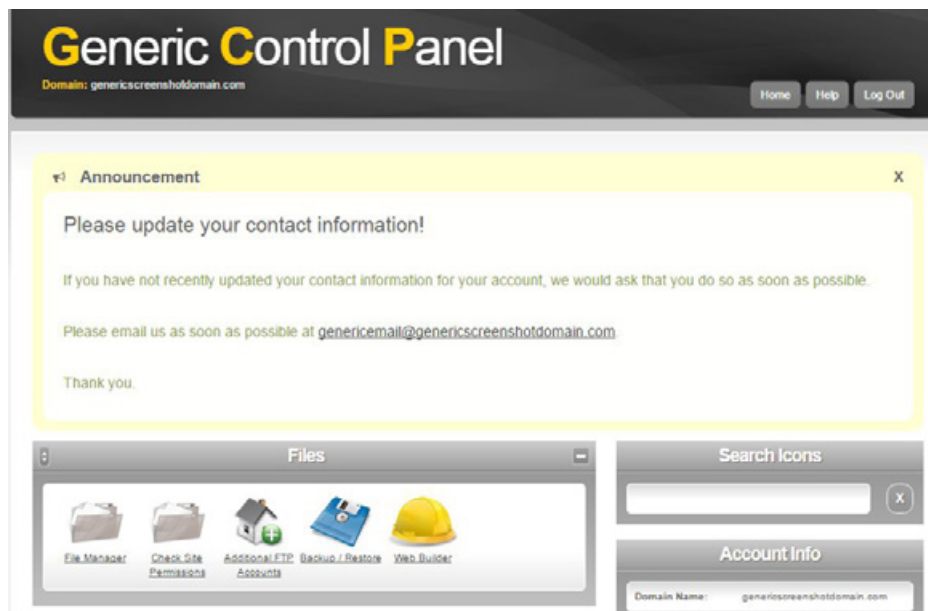 Generic Control Panel
Domain: genericscreensholdomain.com
Home Help Log Out
Announcement X
Please update your contact information!
If you have not recently updated your contact information for your account, we would ask that you do so as soon as possible.
Please email us as soon as possible at genericemail@genericscreenshotdomain.com.
Thank you.
Files
Search Icons
X
File Manager
Check Site
Permissions
Additional FTP
Accounts
Backup / Restore
Web Builder
Account Info
Domain Name: genericscreenshotdomain.com